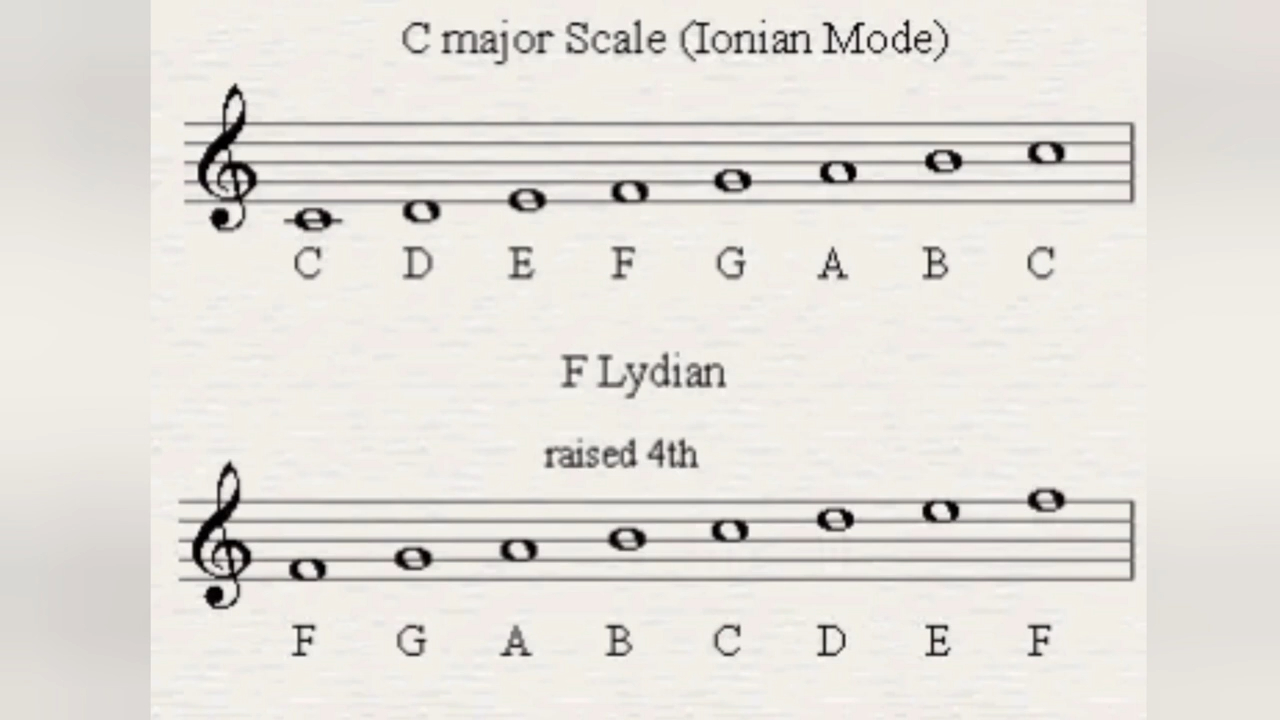 C major Scale (Ionian Mode)
C D E F G A B C
F Lydian
raised 4th
F G A B C D E F